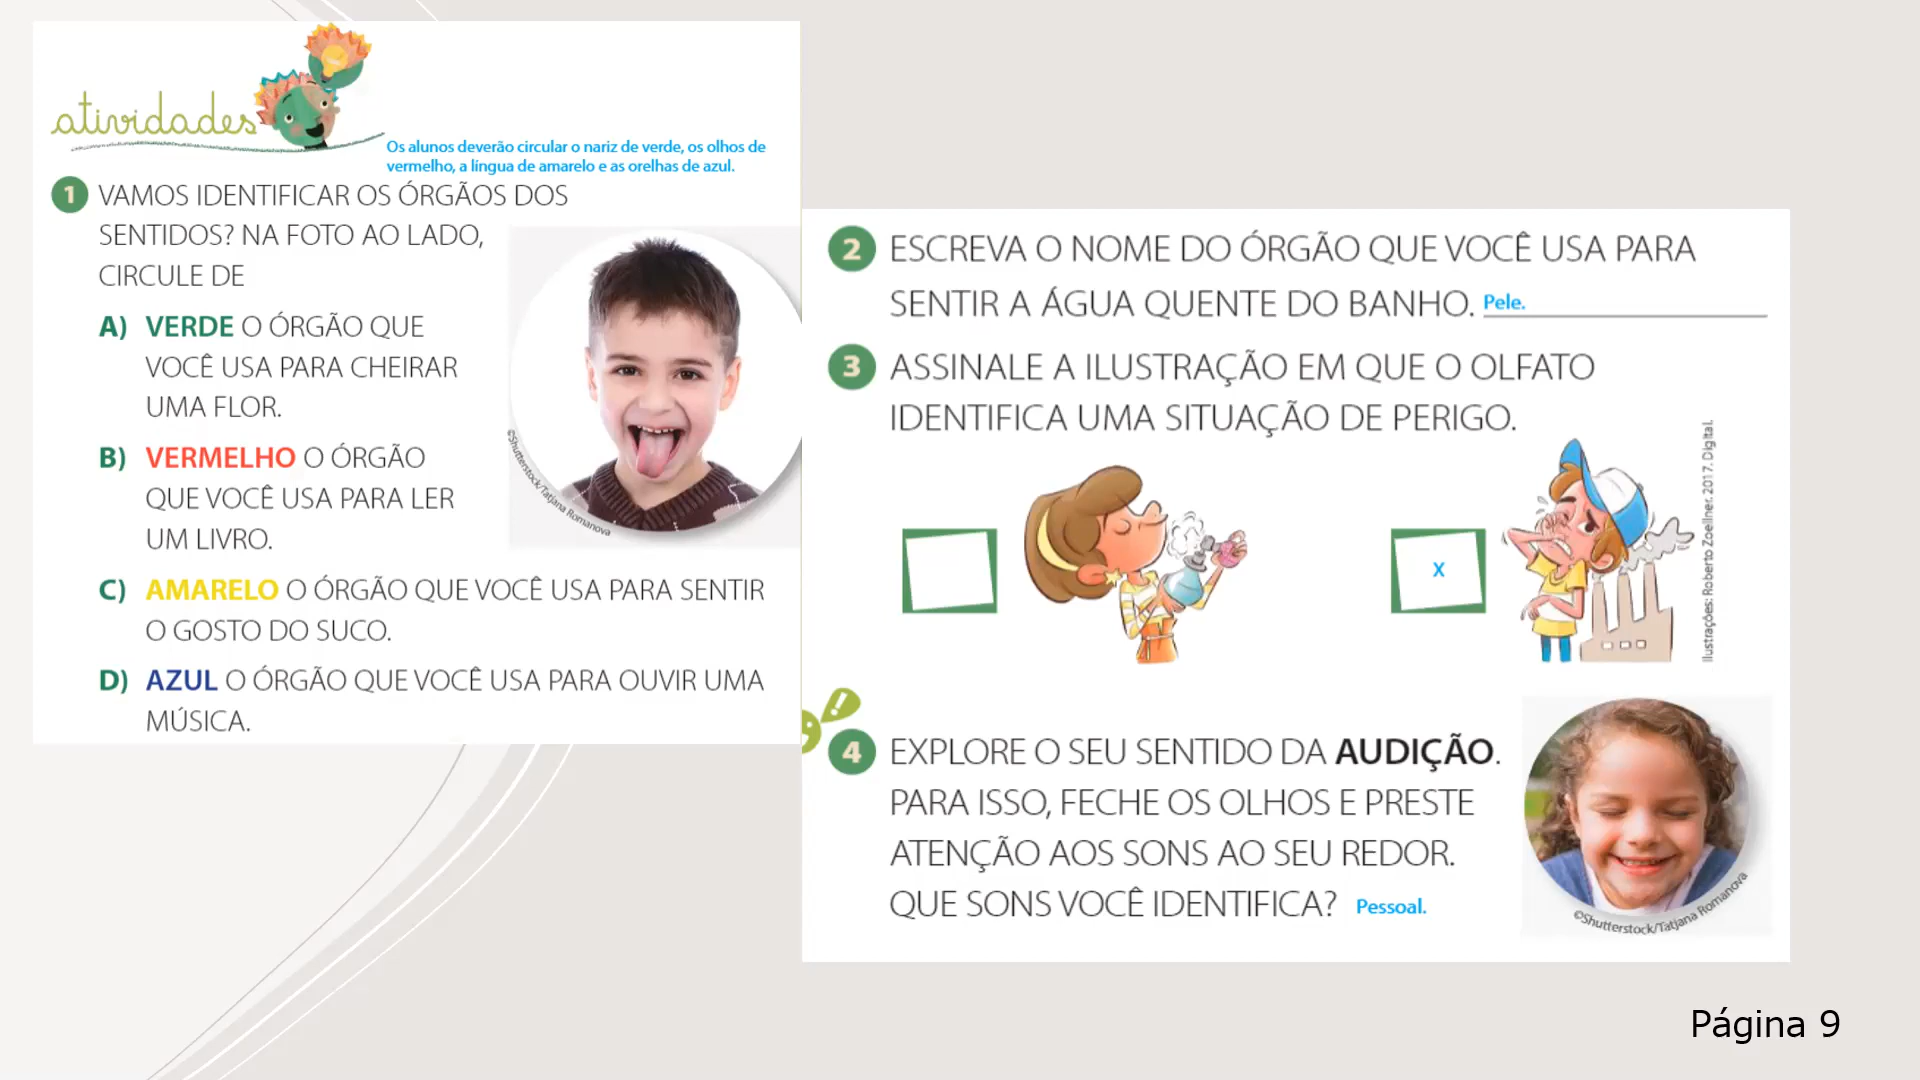 atividades
Os alunos deverão circular o nariz de verde, os olhos de
vermelho, a língua de amarelo e as orelhas de azul.
1 VAMOS IDENTIFICAR OS ÓRGÃOS DOS
SENTIDOS? NA FOTO AO LADO,
CIRCULE DE
A) VERDE O ÓRGÃO QUE
VOCÊ USA PARA CHEIRAR
UMA FLOR.
B) VERMELHO O ÓRGÃO
QUE VOCÊ USA PARA LER
UM LIVRO.
C) AMARELO O ÓRGÃO QUE VOCÊ USA PARA SENTIR
O GOSTO DO SUCO.
D) AZUL O ÓRGÃO QUE VOCÊ USA PARA OUVIR UMA
MÚSICA.
©Shutterstock/Tatjana Romanova
2 ESCREVA O NOME DO ÓRGÃO QUE VOCÊ USA PARA
SENTIR A ÁGUA QUENTE DO BANHO. Pele.
3 ASSINALE A ILUSTRAÇÃO EM QUE O OLFATO
IDENTIFICA UMA SITUAÇÃO DE PERIGO.
X
Ilustrações: Roberto Zoellner. 2017. Digital.
4 EXPLORE O SEU SENTIDO DA AUDIÇÃO.
PARA ISSO, FECHE OS OLHOS E PRESTE
ATENÇÃO AOS SONS AO SEU REDOR.
QUE SONS VOCÊ IDENTIFICA? Pessoal.
©Shutterstock/Tatjana Romanova
Página 9